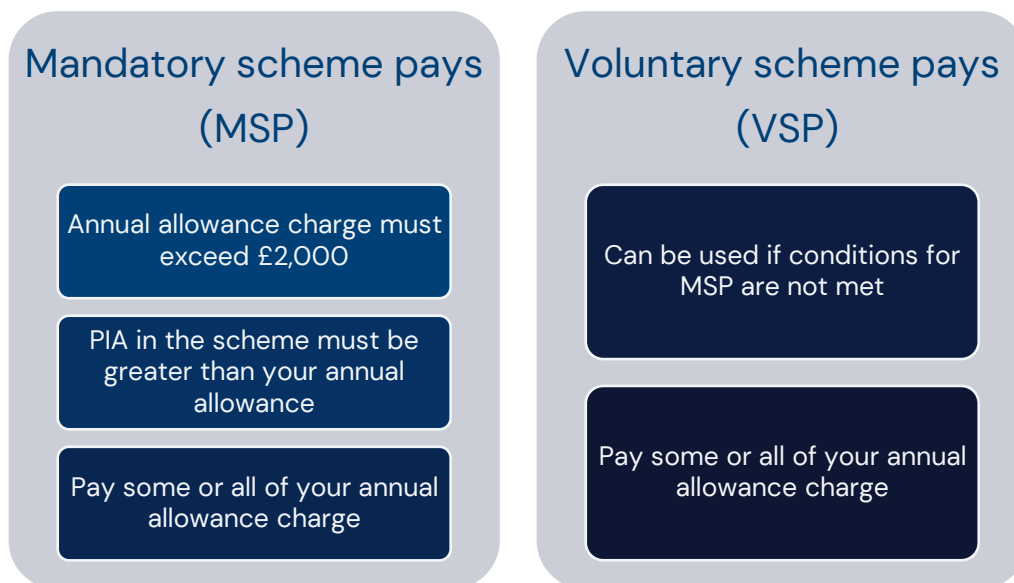 Mandatory scheme pays
(MSP)
Annual allowance charge must
exceed £2,000
PIA in the scheme must be
greater than your annual
allowance
Pay some or all of your annual
allowance charge
Voluntary scheme pays
(VSP)
Can be used if conditions for
MSP are not met
Pay some or all of your annual
allowance charge